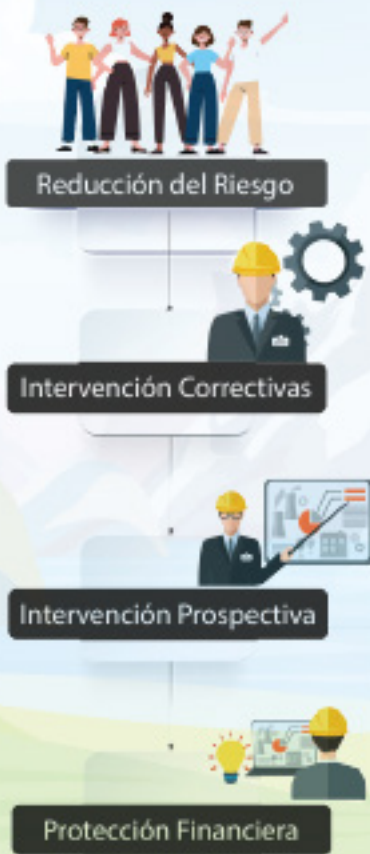 Reducción del Riesgo
Intervención Correctivas
Intervención Prospectiva
Protección Financiera